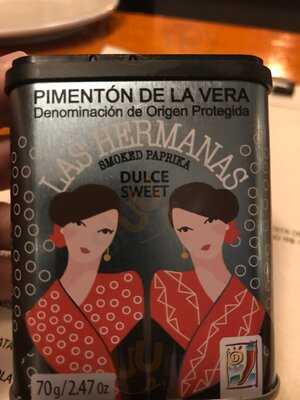 PIMENTÓN DE LA VERA
Denominación de Origen Protegida
LAS HERMANAS
SMOKED PAPRIKA
DULCE
SWEET
70g/2.47 oz